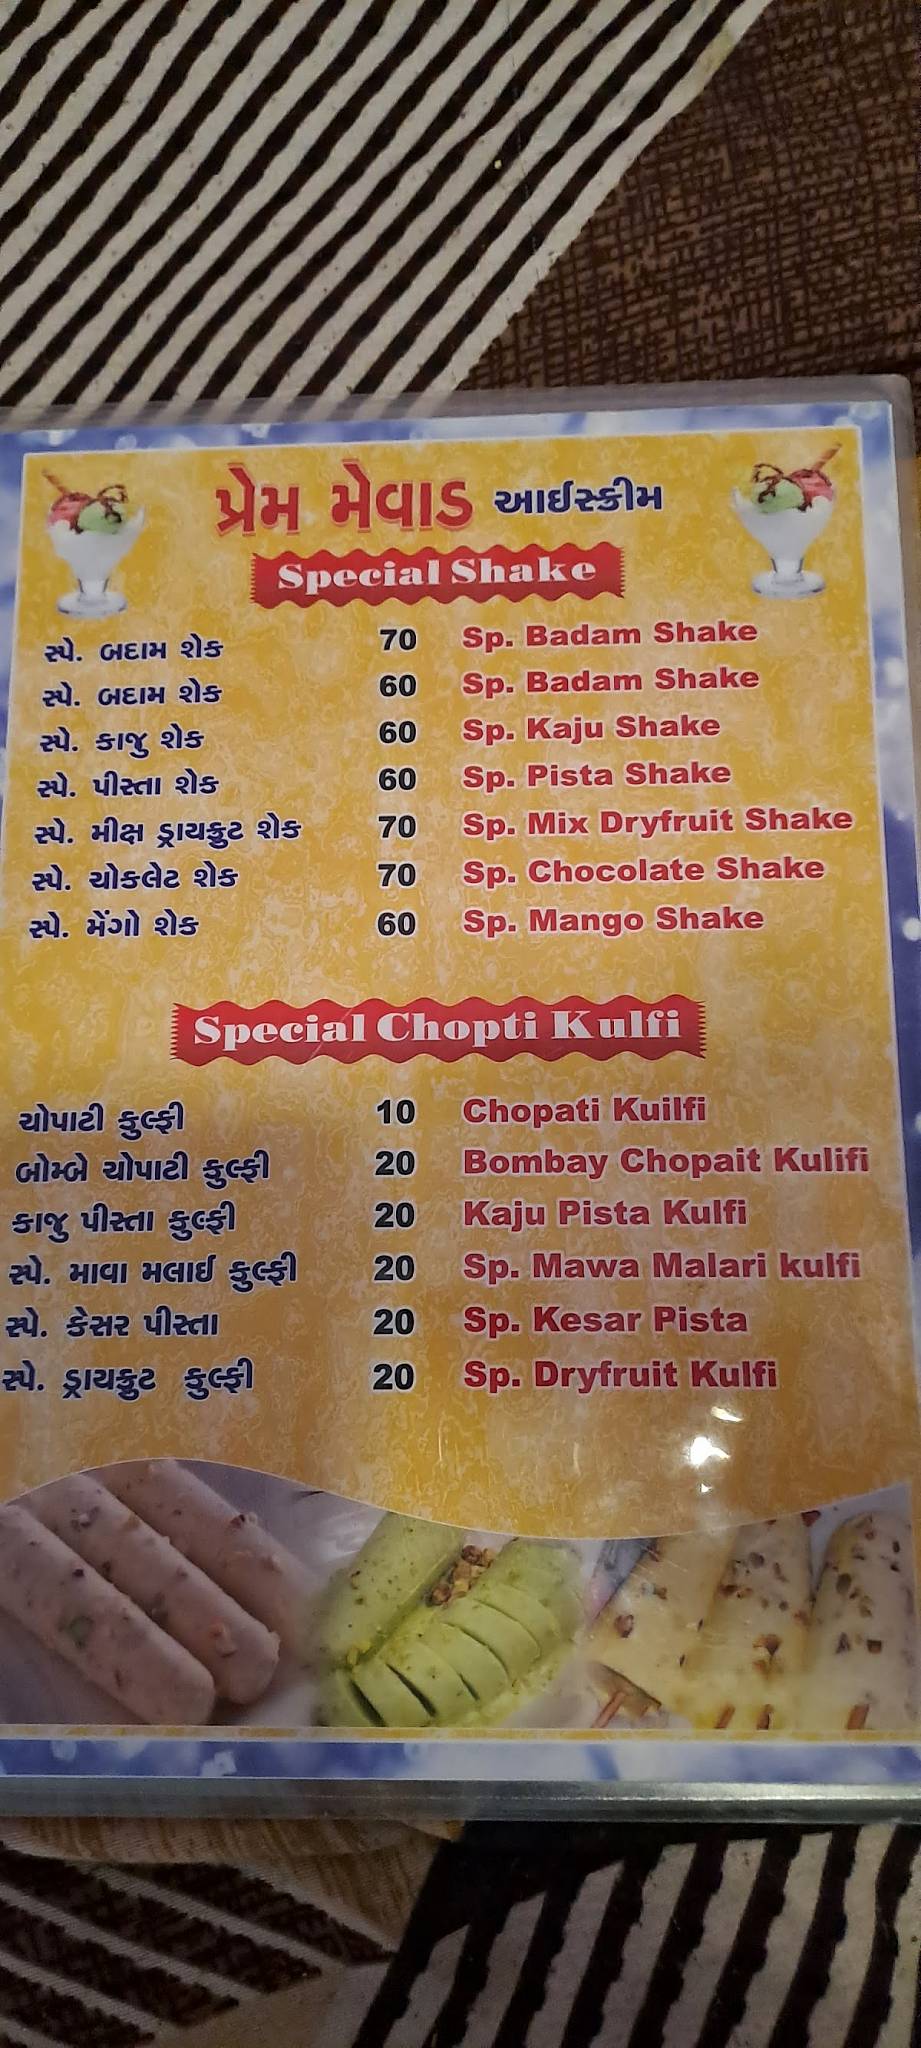 પ્રેમ મેવાડ આઈસ્ક્રીમ
Special Shake
સ્પે. બદામ શેક 70 Sp. Badam Shake
સ્પે. બદામ શેક 60 Sp. Badam Shake
સ્પે. કાજુ શેક 60 Sp. Kaju Shake
સ્પે. પીસ્તા શેક 60 Sp. Pista Shake
સ્પે. મીક્ષ ડ્રાયફ્રુટ શેક 70 Sp. Mix Dryfruit Shake
સ્પે. ચોકલેટ શેક 70 Sp. Chocolate Shake
સ્પે. મેંગો શેક 60 Sp. Mango Shake
Special Chopti Kulfi
ચોપાટી કુલ્ફી 10 Chopati Kuilfi
બોમ્બે ચોપાટી કુલ્ફી 20 Bombay Chopait Kulifi
કાજુ પીસ્તા કુલ્ફી 20 Kaju Pista Kulfi
સ્પે. માવા મલાઈ કુલ્ફી 20 Sp. Mawa Malari kulfi
સ્પે. કેસર પીસ્તા 20 Sp. Kesar Pista
સ્પે. ડ્રાયફ્રુટ કુલ્ફી 20 Sp. Dryfruit Kulfi